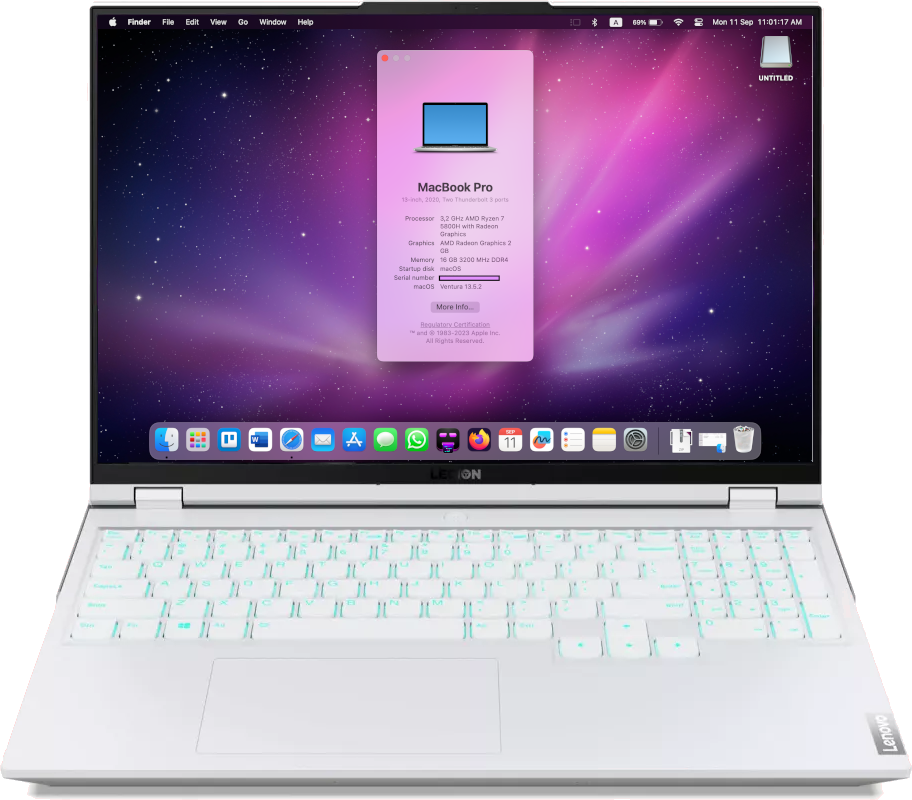 Finder File Edit View Go Window Help A 69% Mon 11 Sep 11:01:17 AM
UNTITLED
MacBook Pro
13-inch, 2020, Two Thunderbolt 3 ports
Processor 3,2 GHz AMD Ryzen 7
5800H with Radeon
Graphics
Graphics AMD Radeon Graphics 2
GB
Memory 16 GB 3200 MHz DDR4
Startup disk macOS
Serial number
macOS Ventura 13.5.2
More Info...
Regulatory Certification
™ and © 1983-2023 Apple Inc.
All Rights Reserved.
W
SEP
11
LEGION
Q W E R T Y U I O P
A S D F G H J K L
Z X C V B N M
Lenovo